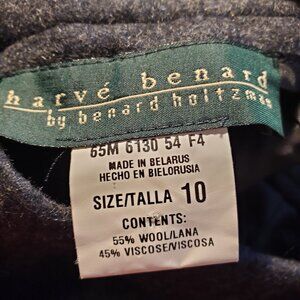 harvé benard
by benard holtzman
65M 6130 54 F4
MADE IN BELARUS
HECHO EN BIELORUSIA
SIZE/TALLA 10
CONTENTS:
55% WOOL/LANA
45% VISCOSE/VISCOSA